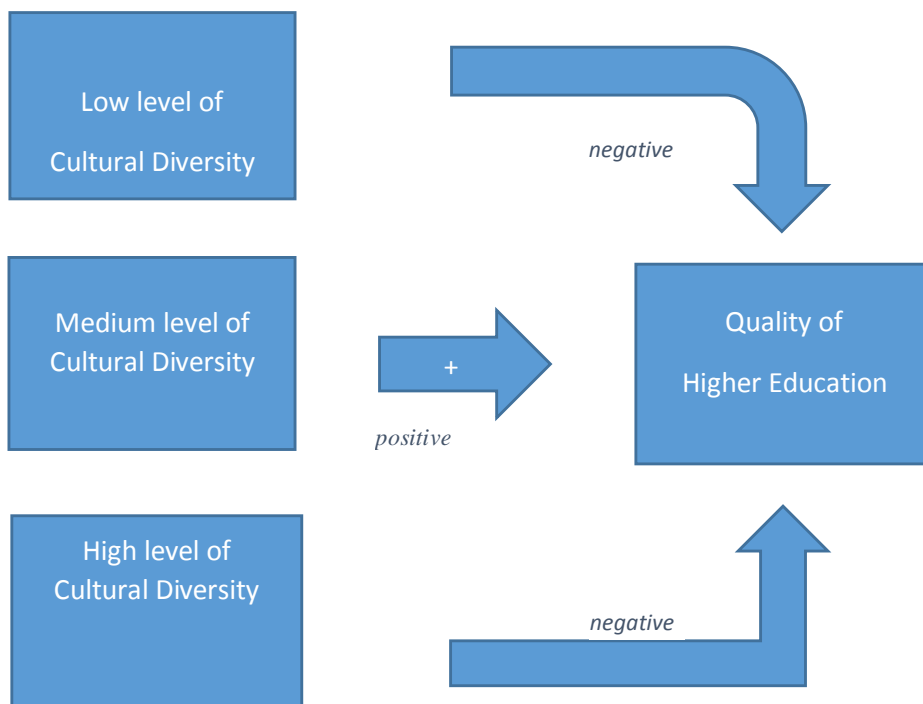 Low level of
Cultural Diversity
negative
Medium level of
Cultural Diversity
+
positive
Quality of
Higher Education
High level of
Cultural Diversity
negative